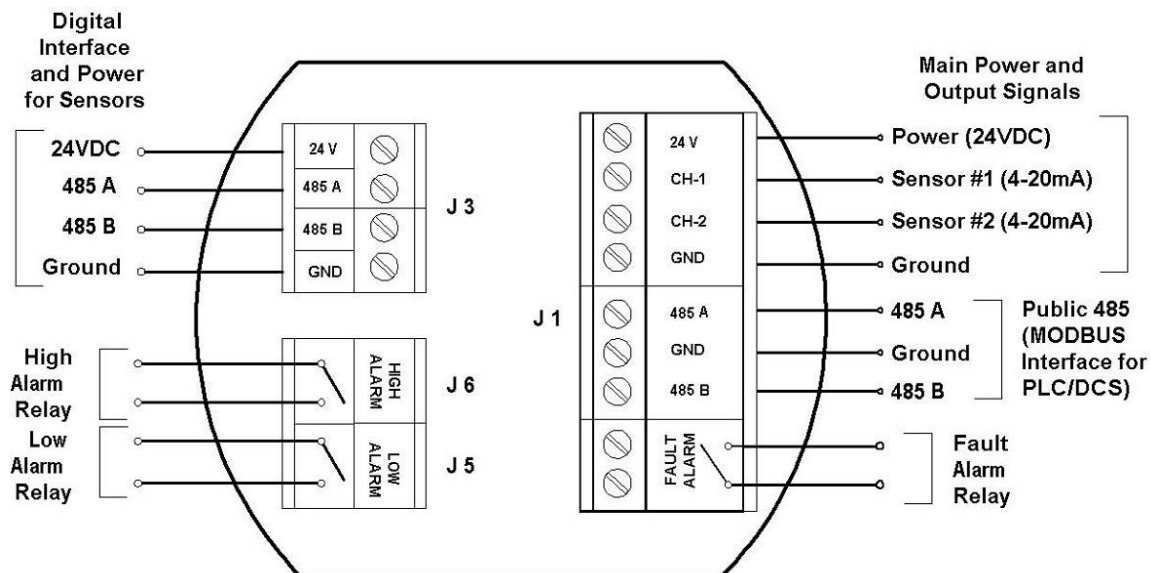 Digital
Interface
and Power
for Sensors
24VDC
485 A
485 B
Ground
24 V
485 A
485 B
GND
J 3
High
Alarm
Relay
HIGH
ALARM
J 6
Low
Alarm
Relay
LOW
ALARM
J 5
Main Power and
Output Signals
J 1
24 V
CH-1
CH-2
GND
485 A
GND
485 B
FAULT
ALARM
Power (24VDC)
Sensor #1 (4-20mA)
Sensor #2 (4-20mA)
Ground
485 A
Ground
485 B
Public 485
(MODBUS
Interface for
PLC/DCS)
Fault
Alarm
Relay